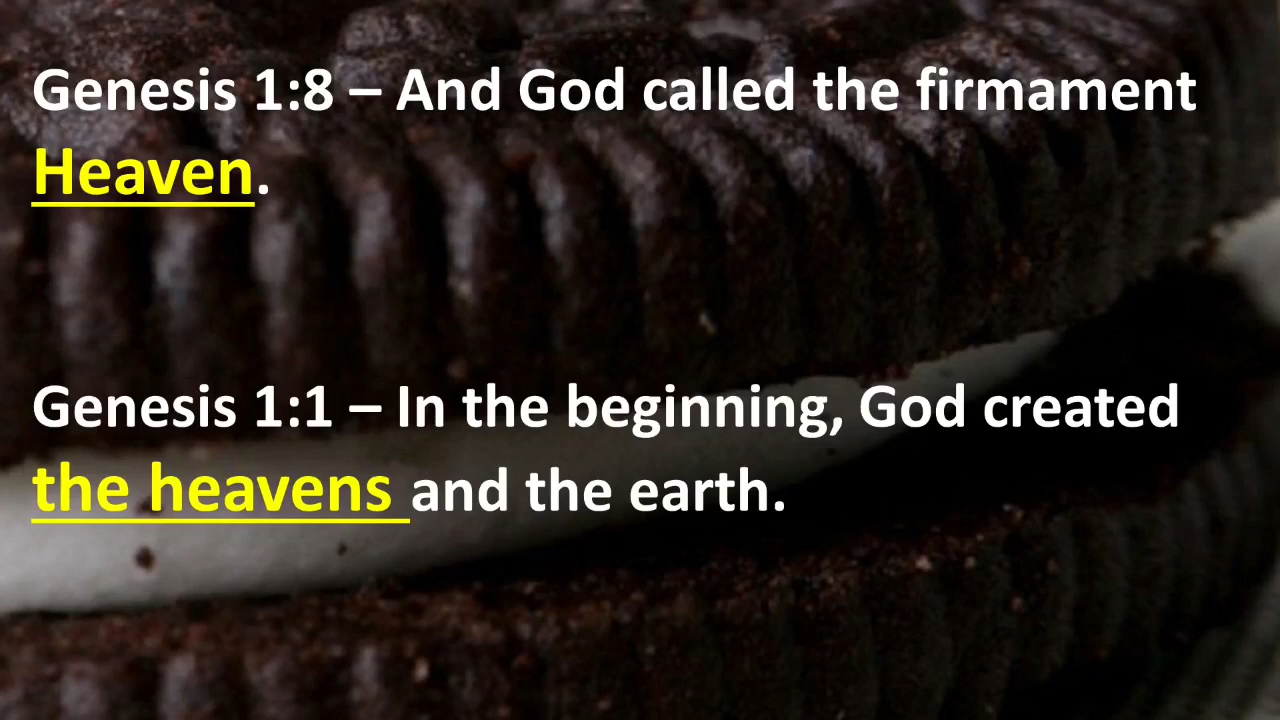 Genesis 1:8 – And God called the firmament
Heaven.
Genesis 1:1 – In the beginning, God created
the heavens and the earth.